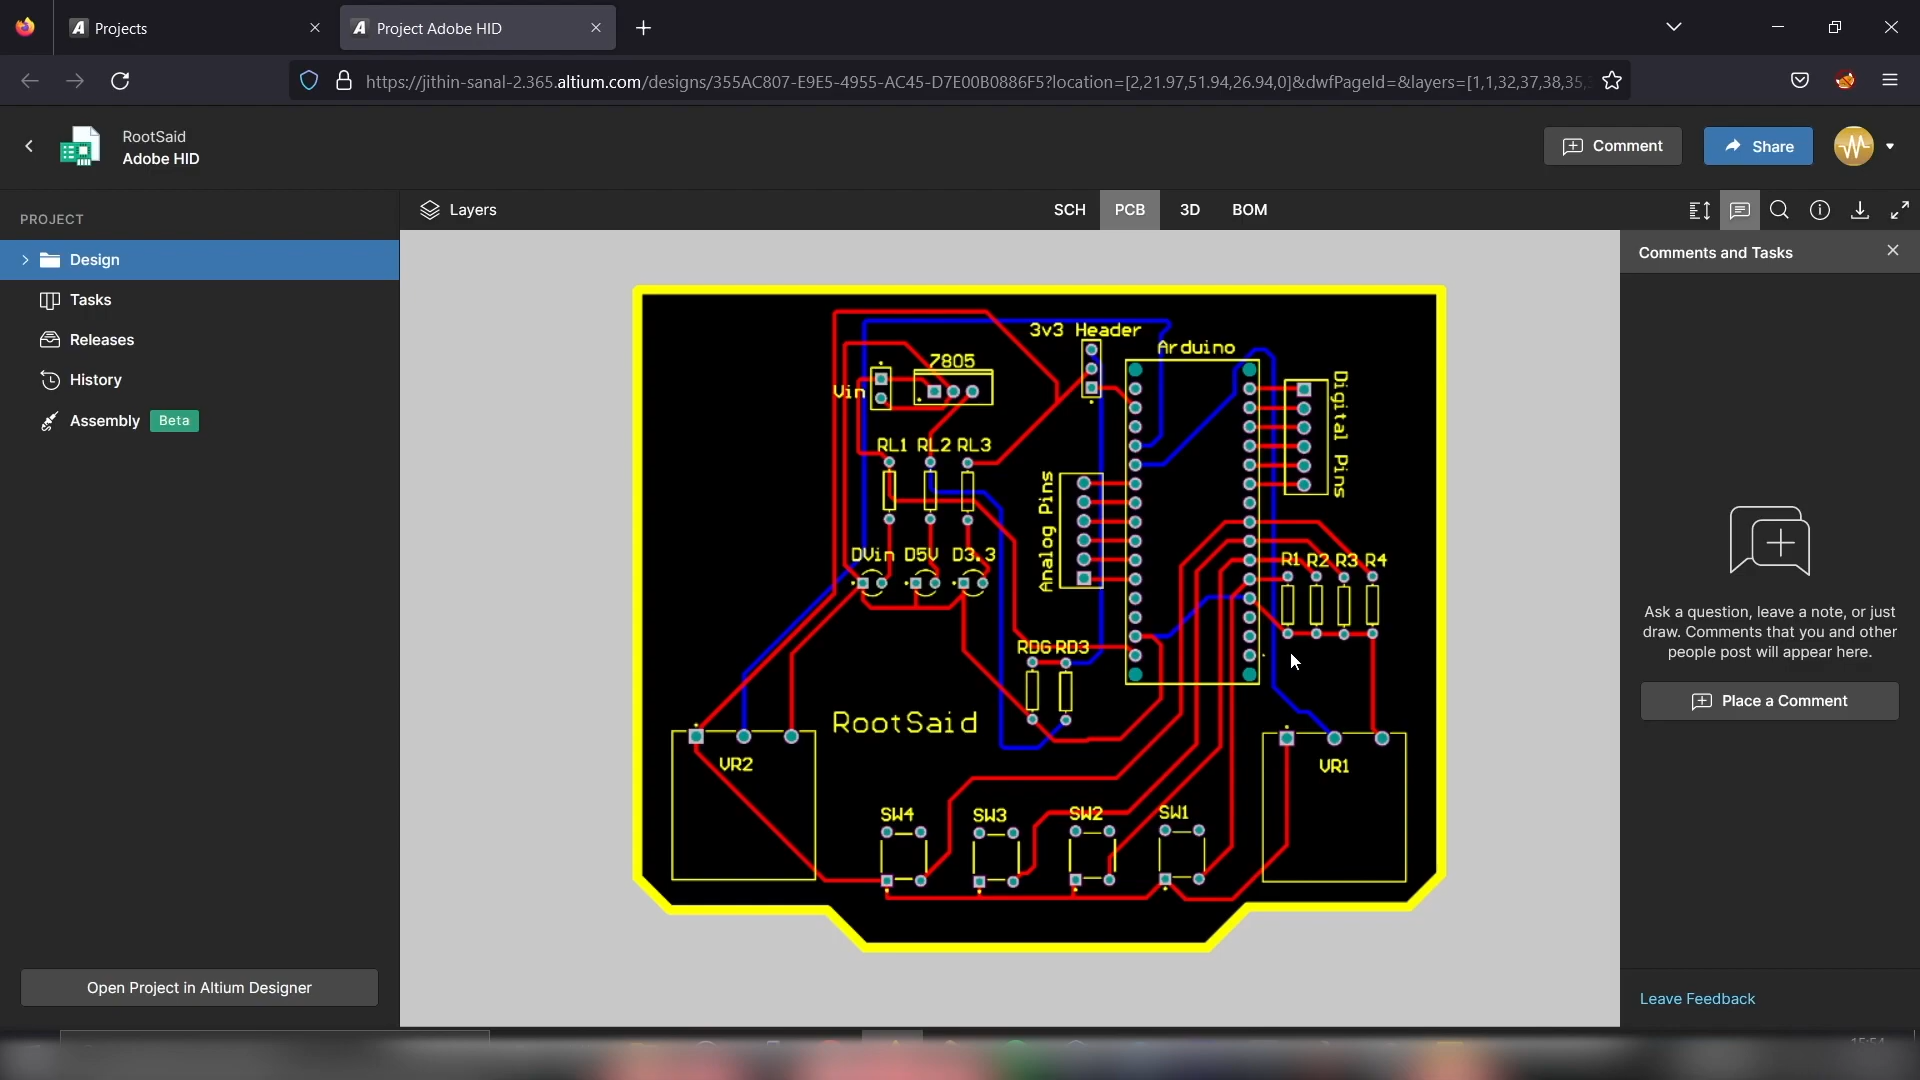 Projects
Project Adobe HID
https://jithin-sanal-2.365.altium.com/designs/355AC807-E9E5-4955-AC45-D7E00B0886F5?location=[2,21.97,51.94,26.94,0]&dwfPageId=&layers=[1,1,32,37,38,35,
RootSaid
Adobe HID
Comment
Share
PROJECT
Layers
SCH
PCB
3D
BOM
Design
Tasks
Releases
History
Assembly Beta
Comments and Tasks
3v3 Header
Arduino
7805
Vin
Digital Pins
RL1 RL2 RL3
Analog Pins
DVin D5V D3.3
R1 R2 R3 R4
RDG RD3
RootSaid
VR2
VR1
SW4
SW3
SW2
SW1
Ask a question, leave a note, or just
draw. Comments that you and other
people post will appear here.
Place a Comment
Open Project in Altium Designer
Leave Feedback